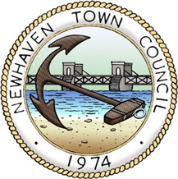 NEWHAVEN TOWN COUNCIL
· 1974 ·